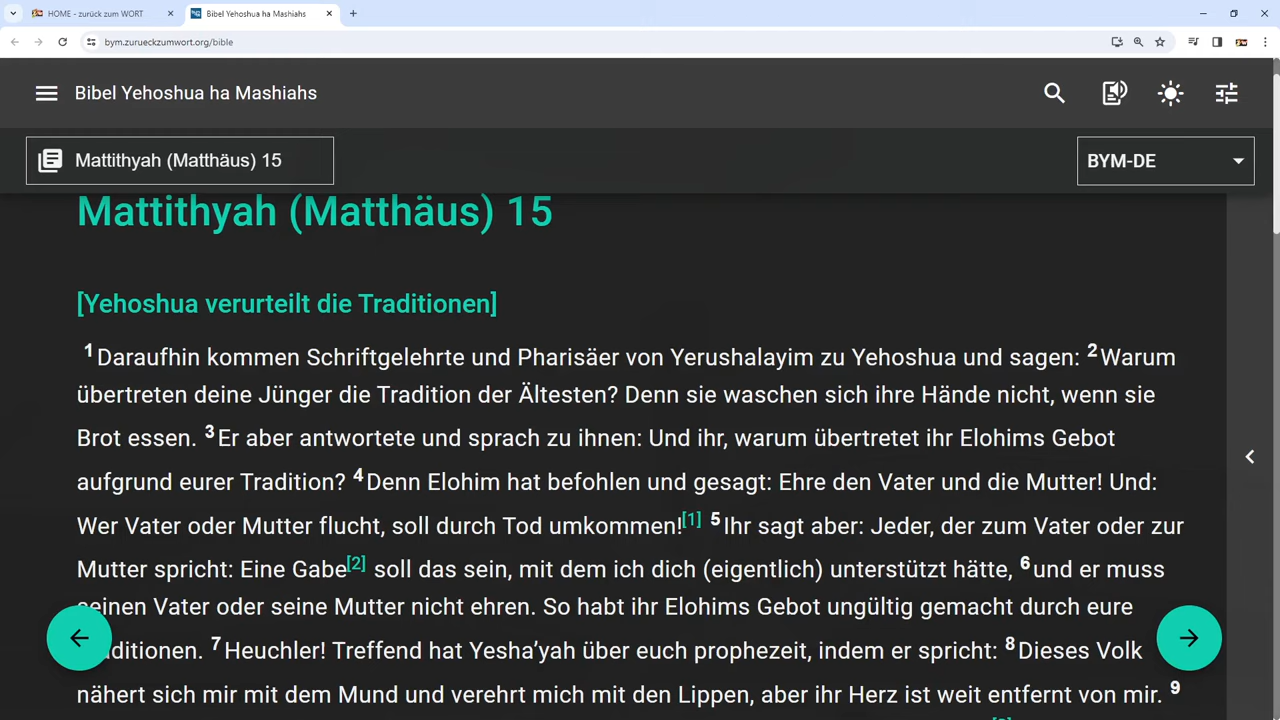 HOME - zurück zum WORT
Bibel Yehoshua ha Mashiahs
bym.zurueckzumwort.org/bible
Bibel Yehoshua ha Mashiahs
Mattithyah (Matthäus) 15
BYM-DE
Mattithyah (Matthäus) 15
[Yehoshua verurteilt die Traditionen]
1 Daraufhin kommen Schriftgelehrte und Pharisäer von Yerushalayim zu Yehoshua und sagen: 2 Warum
übertreten deine Jünger die Tradition der Ältesten? Denn sie waschen sich ihre Hände nicht, wenn sie
Brot essen. 3 Er aber antwortete und sprach zu ihnen: Und ihr, warum übertretet ihr Elohims Gebot
aufgrund eurer Tradition? 4 Denn Elohim hat befohlen und gesagt: Ehre den Vater und die Mutter! Und:
Wer Vater oder Mutter flucht, soll durch Tod umkommen![1] 5 Ihr sagt aber: Jeder, der zum Vater oder zur
Mutter spricht: Eine Gabe[2] soll das sein, mit dem ich dich (eigentlich) unterstützt hätte, 6 und er muss
seinen Vater oder seine Mutter nicht ehren. So habt ihr Elohims Gebot ungültig gemacht durch eure
ditionen. 7 Heuchler! Treffend hat Yesha’yah über euch prophezeit, indem er spricht: 8 Dieses Volk
nähert sich mir mit dem Mund und verehrt mich mit den Lippen, aber ihr Herz ist weit entfernt von mir. 9